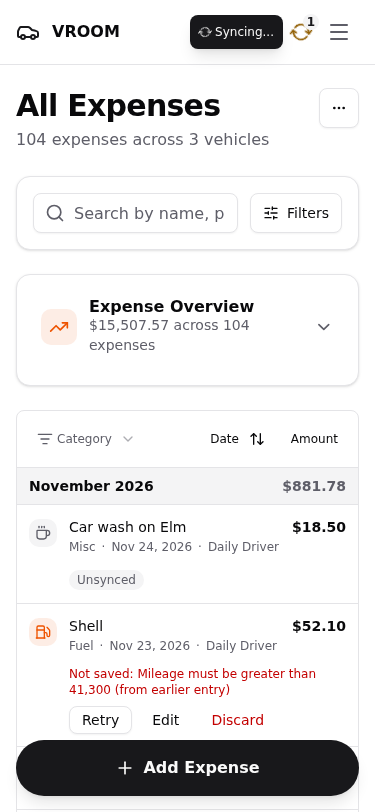 VROOM
Syncing...
1
All Expenses
104 expenses across 3 vehicles
Search by name, p
Filters
Expense Overview
$15,507.57 across 104
expenses
Category
Date
Amount
November 2026
$881.78
Car wash on Elm
$18.50
Misc · Nov 24, 2026 · Daily Driver
Unsynced
Shell
$52.10
Fuel · Nov 23, 2026 · Daily Driver
Not saved: Mileage must be greater than
41,300 (from earlier entry)
Retry
Edit
Discard
Add Expense